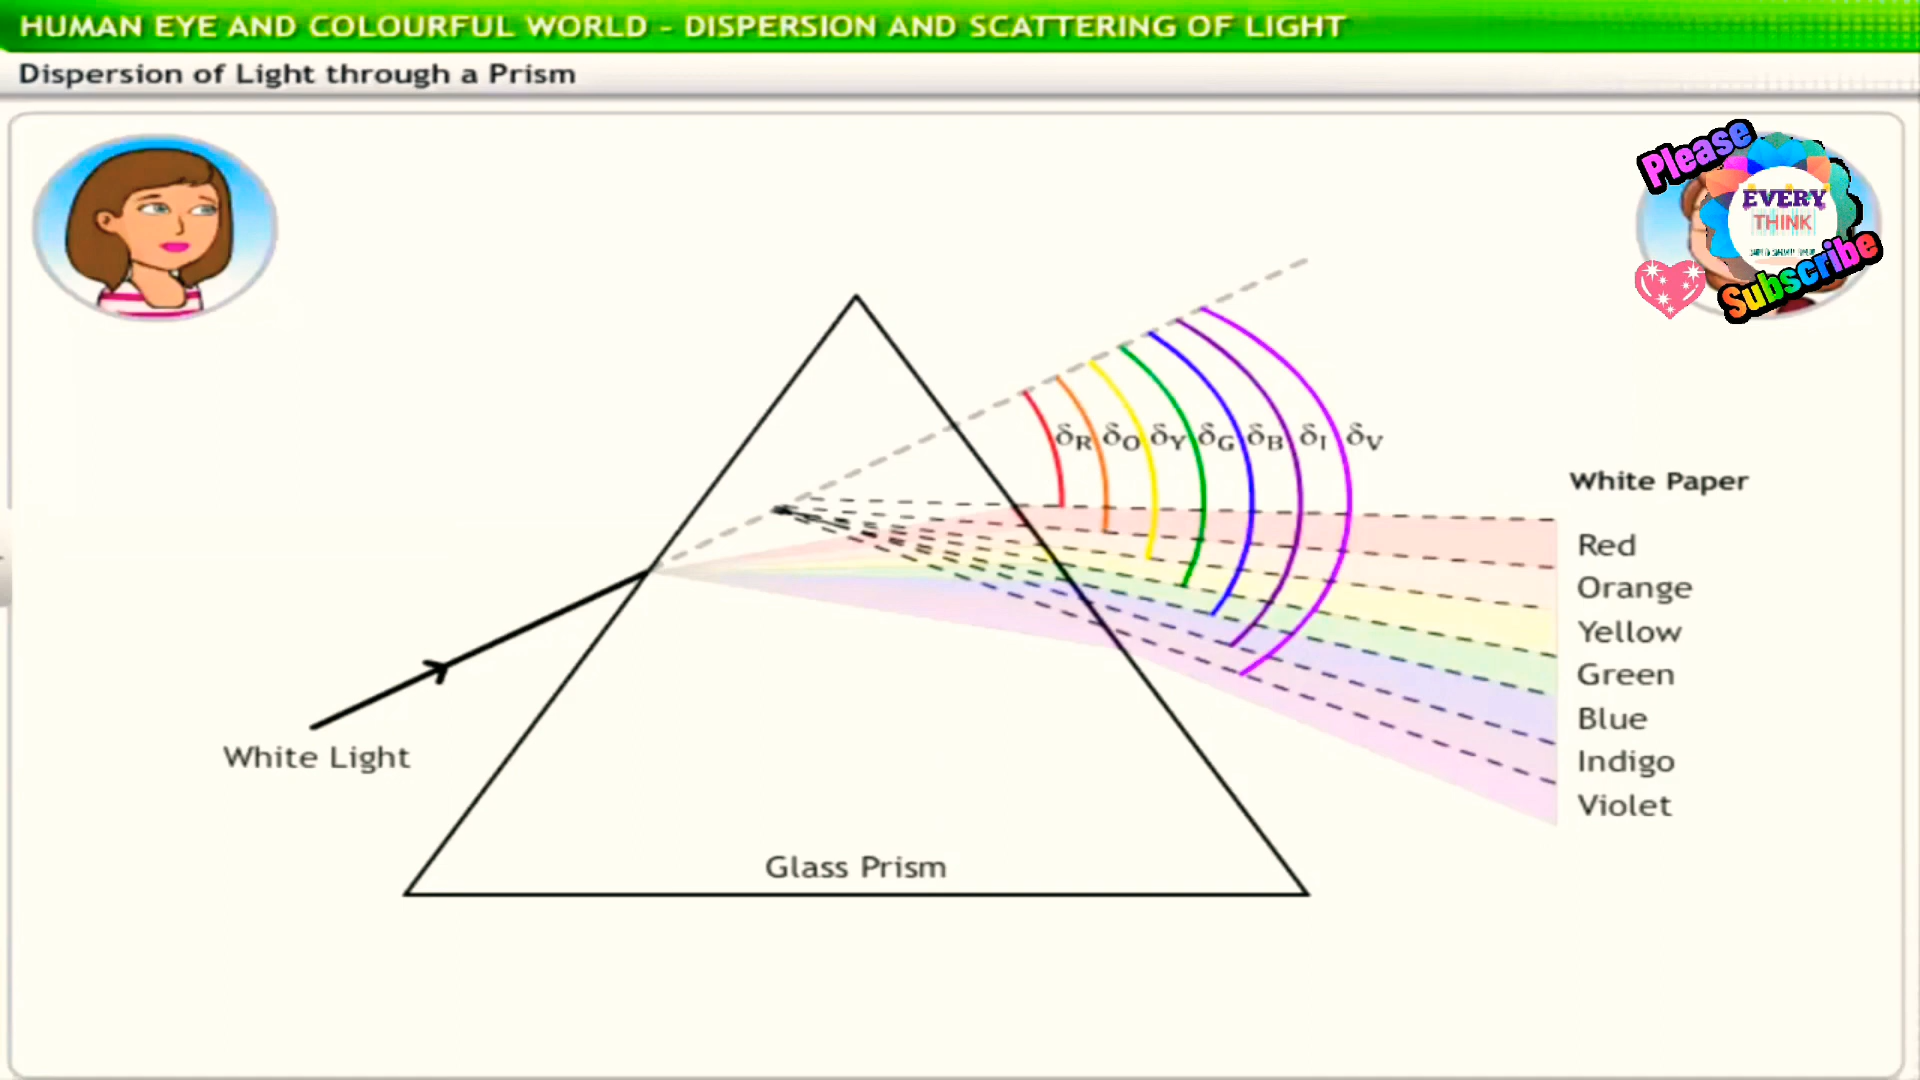 HUMAN EYE AND COLOURFUL WORLD - DISPERSION AND SCATTERING OF LIGHT
Dispersion of Light through a Prism
Please
EVERY
THINK
Subscribe
δR δO δY δG δB δI δV
White Paper
Red
Orange
Yellow
Green
Blue
Indigo
Violet
White Light
Glass Prism